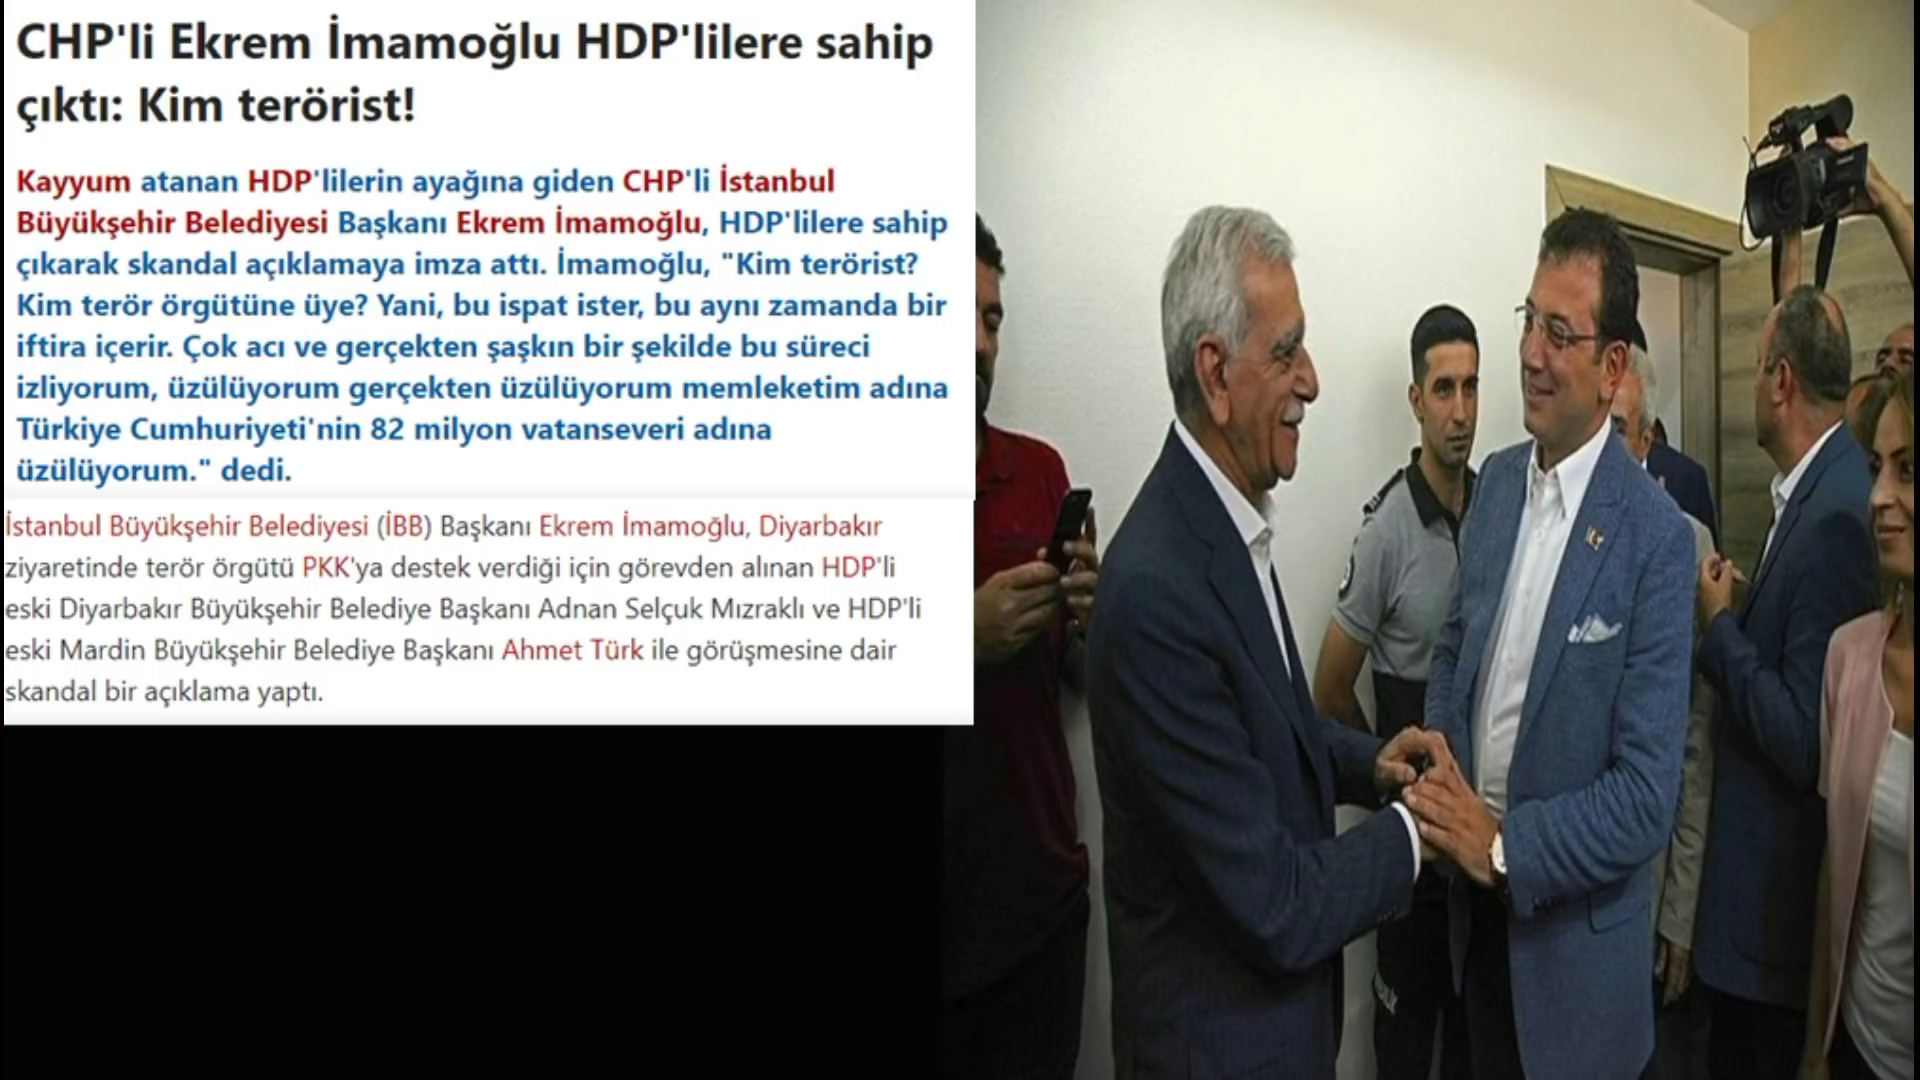 CHP'li Ekrem İmamoğlu HDP'lilere sahip
çıktı: Kim terörist!
Kayyum atanan HDP'lilerin ayağına giden CHP'li İstanbul
Büyükşehir Belediyesi Başkanı Ekrem İmamoğlu, HDP'lilere sahip
çıkarak skandal açıklamaya imza attı. İmamoğlu, "Kim terörist?
Kim terör örgütüne üye? Yani, bu ispat ister, bu aynı zamanda bir
iftira içerir. Çok acı ve gerçekten şaşkın bir şekilde bu süreci
izliyorum, üzülüyorum gerçekten üzülüyorum memleketim adına
Türkiye Cumhuriyeti'nin 82 milyon vatanseveri adına
üzülüyorum." dedi.
İstanbul Büyükşehir Belediyesi (İBB) Başkanı Ekrem İmamoğlu, Diyarbakır
ziyaretinde terör örgütü PKK'ya destek verdiği için görevden alınan HDP'li
eski Diyarbakır Büyükşehir Belediye Başkanı Adnan Selçuk Mızraklı ve HDP'li
eski Mardin Büyükşehir Belediye Başkanı Ahmet Türk ile görüşmesine dair
skandal bir açıklama yaptı.